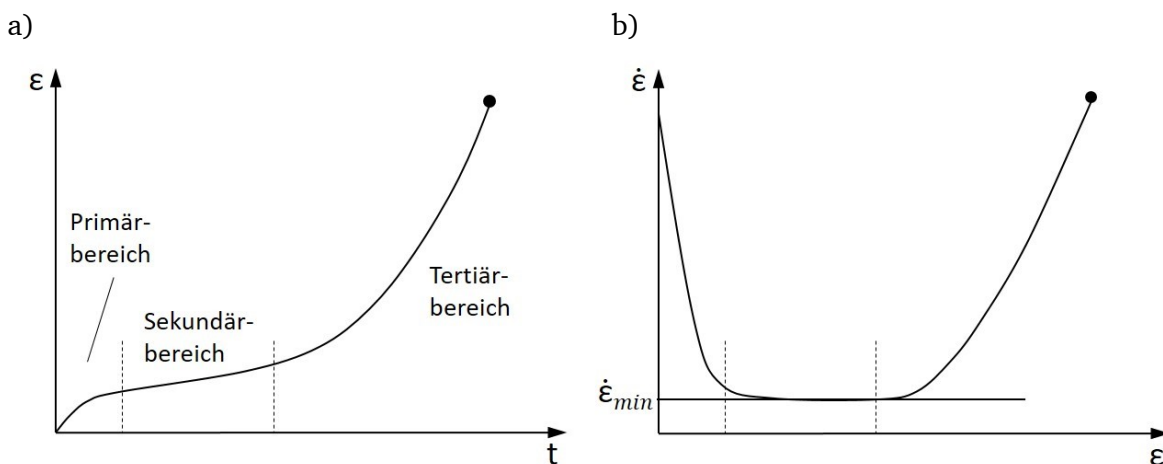 a)
b)
ε
ε̇
Primär-
bereich
Sekundär-
bereich
Tertiär-
bereich
t
ε̇min
ε